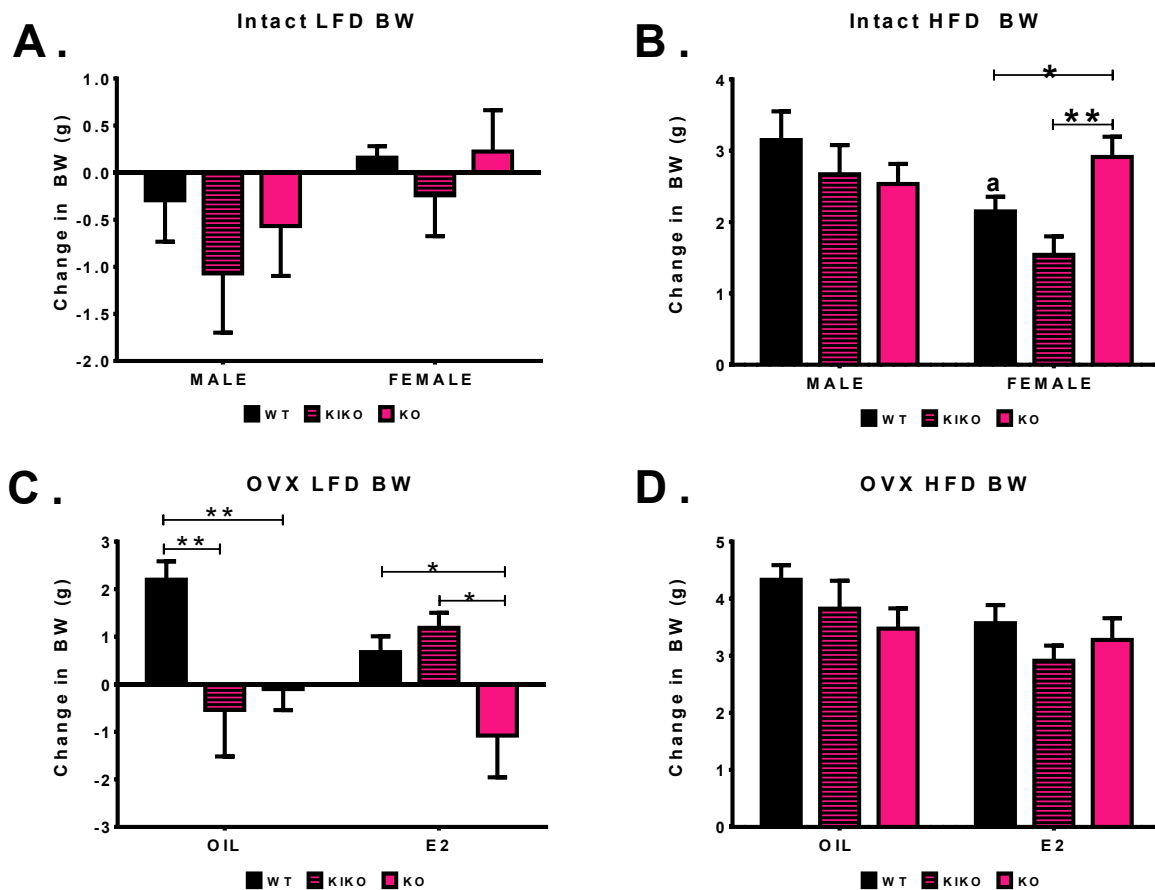 A .
Intact LFD BW
Change in BW (g)
1.0
0.5
0.0
-0.5
-1.0
-1.5
-2.0
MALE FEMALE
WT KIKO KO
B .
Intact HFD BW
Change in BW (g)
4
3
2
1
0
*
**
a
MALE FEMALE
WT KIKO KO
C .
OVX LFD BW
Change in BW (g)
3
2
1
0
-1
-2
-3
**
**
*
*
OIL E2
WT KIKO KO
D .
OVX HFD BW
Change in BW (g)
5
4
3
2
1
0
OIL E2
WT KIKO KO